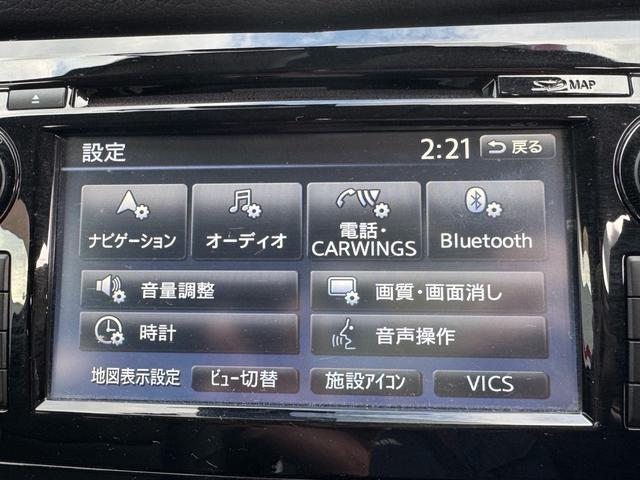 MAP
設定
2:21
戻る
ナビゲーション
オーディオ
電話・
CARWINGS
Bluetooth
音量調整
画質・画面消し
時計
音声操作
地図表示設定
ビュー切替
施設アイコン
VICS